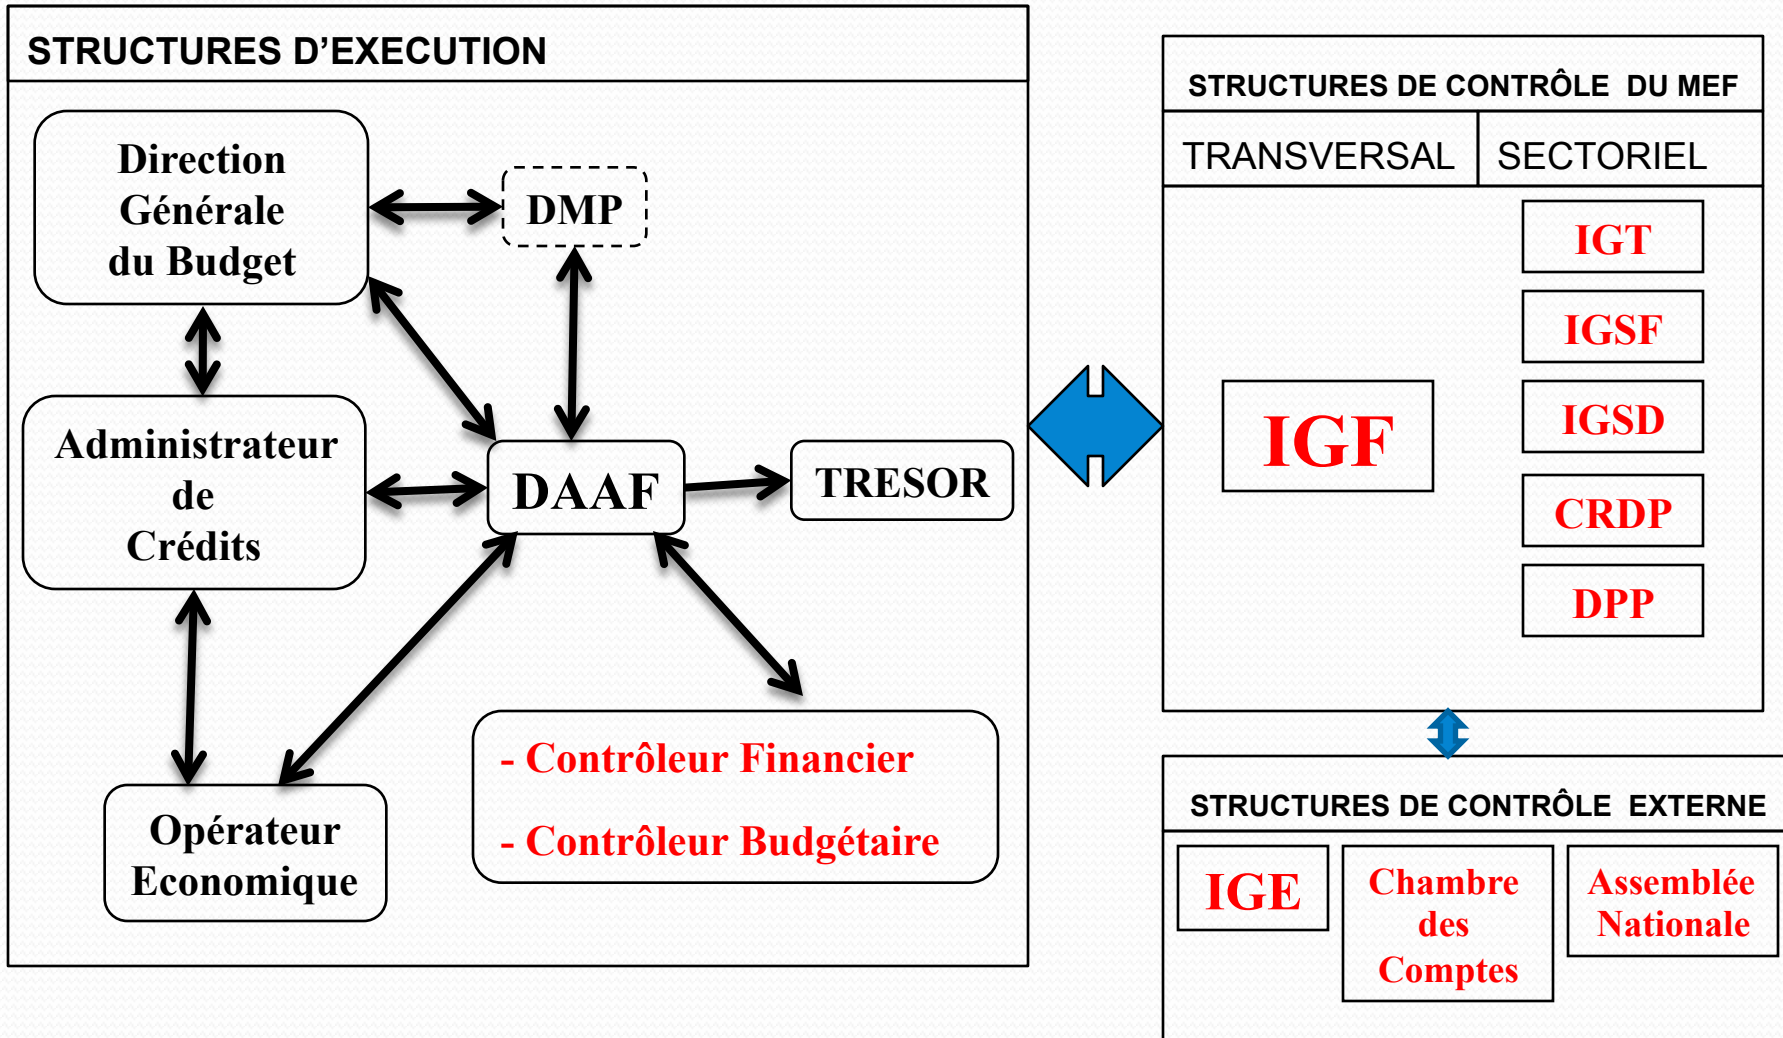 STRUCTURES D’EXECUTION
Direction
Générale
du Budget
DMP
Administrateur
de
Crédits
DAAF
TRESOR
- Contrôleur Financier
- Contrôleur Budgétaire
Opérateur
Economique
STRUCTURES DE CONTRÔLE DU MEF
TRANSVERSAL
SECTORIEL
IGF
IGT
IGSF
IGSD
CRDP
DPP
STRUCTURES DE CONTRÔLE EXTERNE
IGE
Chambre
des
Comptes
Assemblée
Nationale